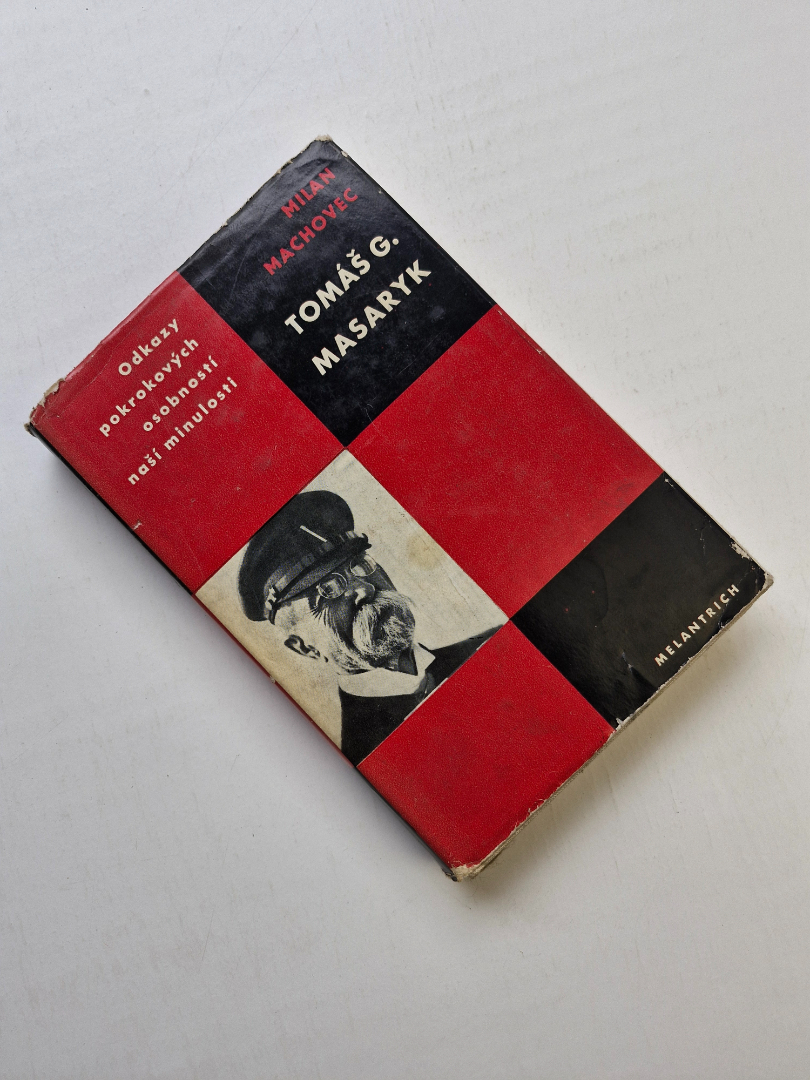 MILAN
MACHOVEC
TOMÁŠ G.
MASARYK
Odkazy
pokrokových
osobností
naší minulosti
MELANTRICH